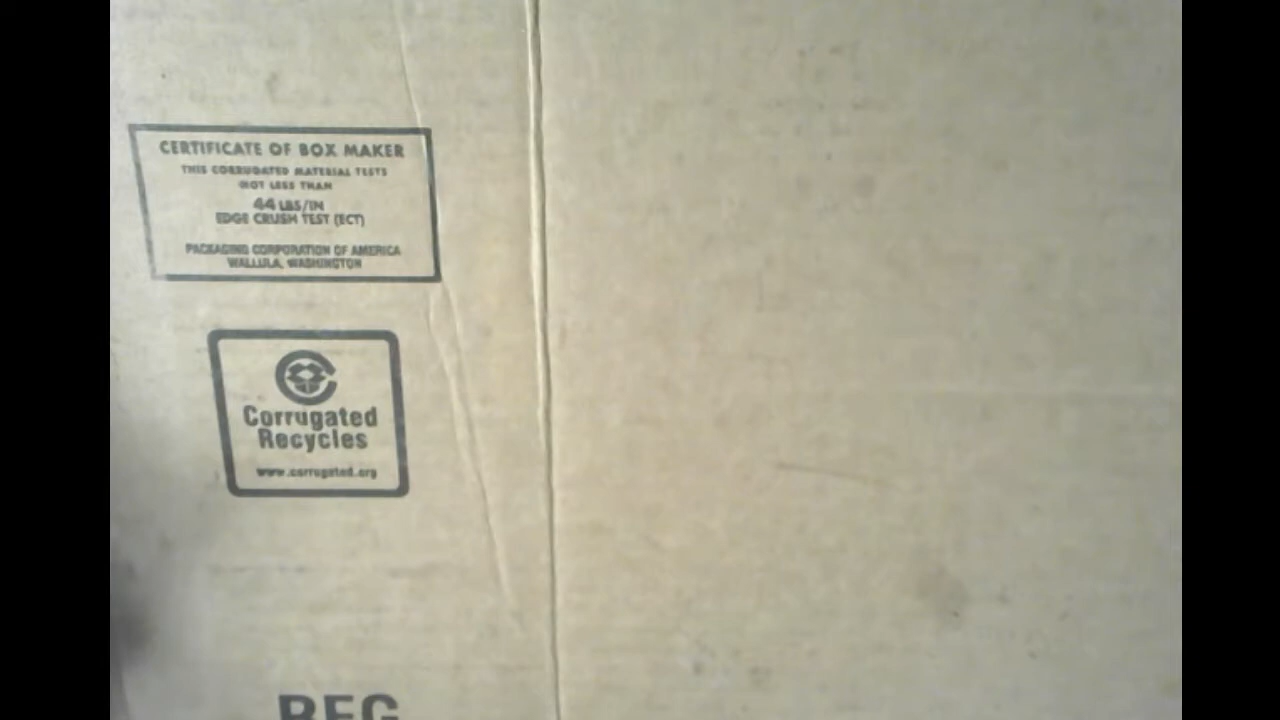 CERTIFICATE OF BOX MAKER
THIS CORRUGATED MATERIAL TESTS
NOT LESS THAN
44 LBS/IN
EDGE CRUSH TEST (ECT)
PACKAGING CORPORATION OF AMERICA
WALLULA, WASHINGTON
Corrugated
Recycles
www.corrugated.org